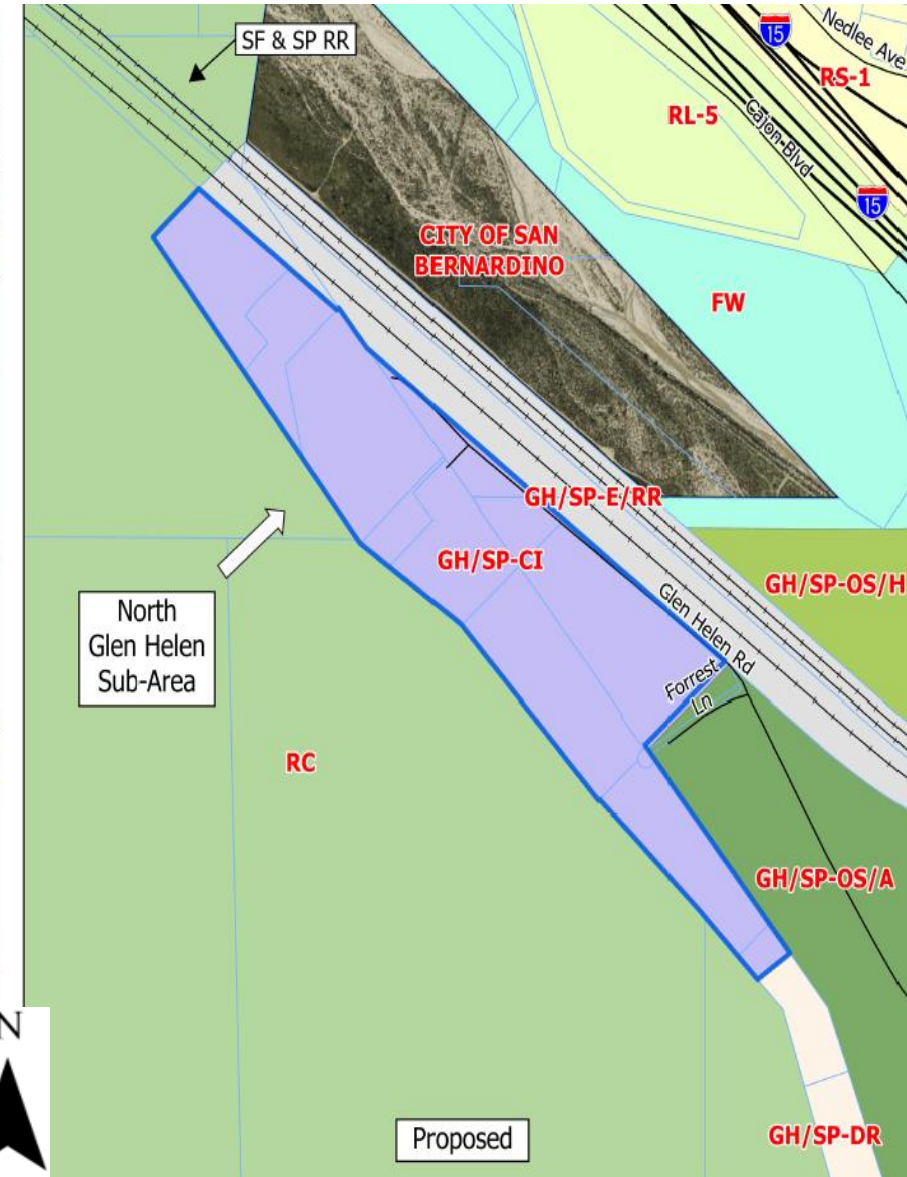 SF & SP RR
15
Nedlee Ave
RS-1
RL-5
Cajon Blvd
15
CITY OF SAN
BERNARDINO
FW
GH/SP-E/RR
GH/SP-CI
GH/SP-OS/H
North
Glen Helen
Sub-Area
Glen Helen Rd
Forrest
Ln
RC
GH/SP-OS/A
N
Proposed
GH/SP-DR